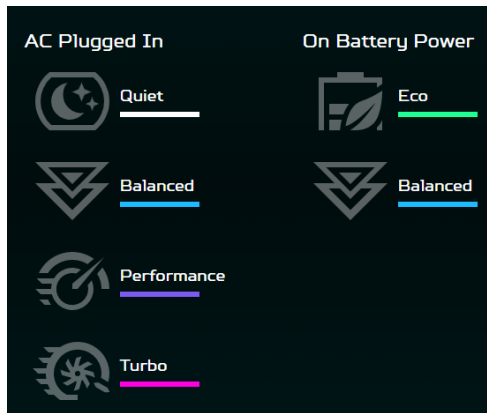 AC Plugged In
On Battery Power
Quiet
Eco
Balanced
Balanced
Performance
Turbo